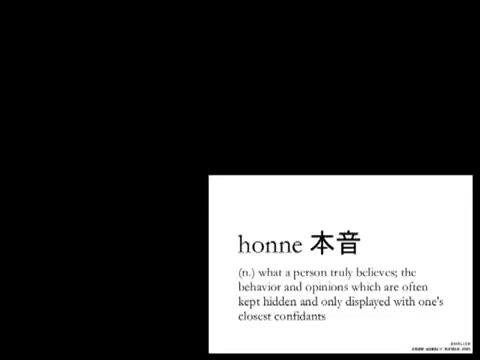 honne 本音
(n.) what a person truly believes; the
behavior and opinions which are often
kept hidden and only displayed with one's
closest confidants